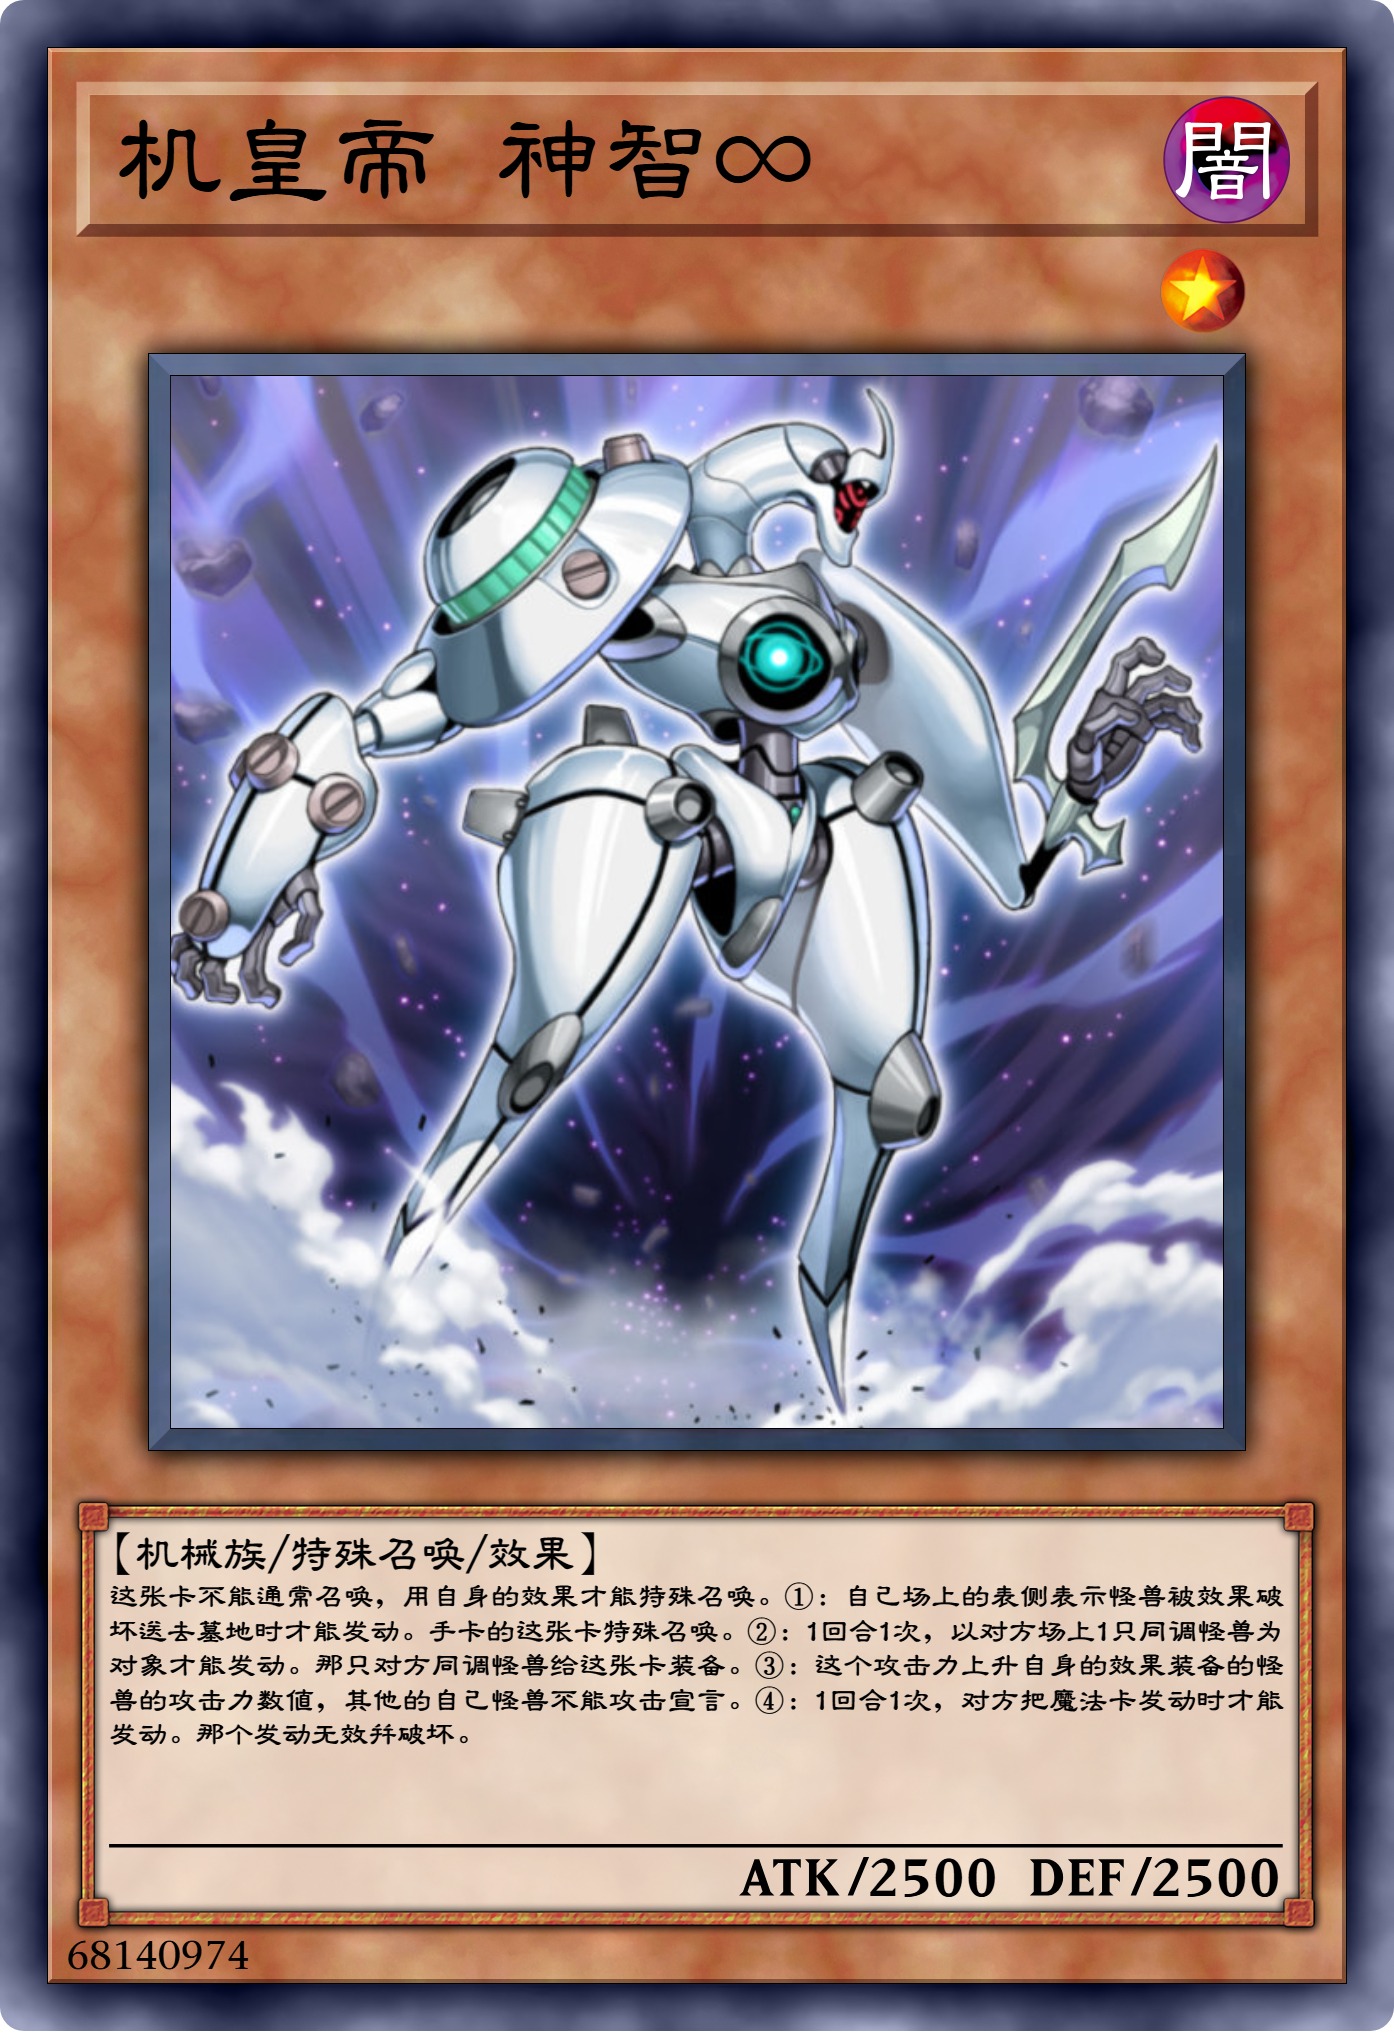 机皇帝 神智∞
闇
【机械族/特殊召唤/效果】
这张卡不能通常召唤，用自身的效果才能特殊召唤。①：自己场上的表侧表示怪兽被效果破
坏送去墓地时才能发动。手卡的这张卡特殊召唤。②：1回合1次，以对方场上1只同调怪兽为
对象才能发动。那只对方同调怪兽给这张卡装备。③：这个攻击力上升自身的效果装备的怪
兽的攻击力数值，其他的自己怪兽不能攻击宣言。④：1回合1次，对方把魔法卡发动时才能
发动。那个发动无效并破坏。
ATK/2500 DEF/2500
68140974